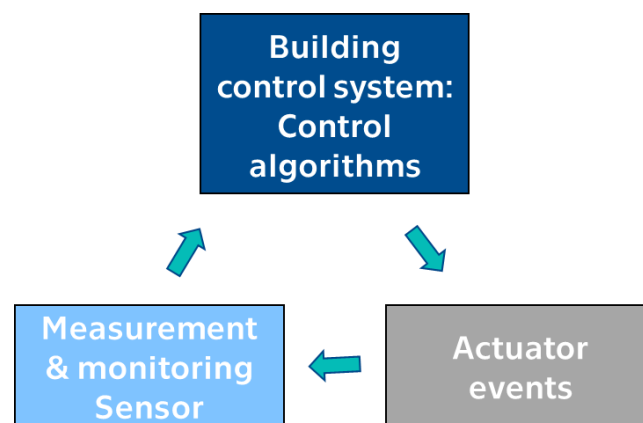 Building
control system:
Control
algorithms
Measurement
& monitoring
Sensor
Actuator
events